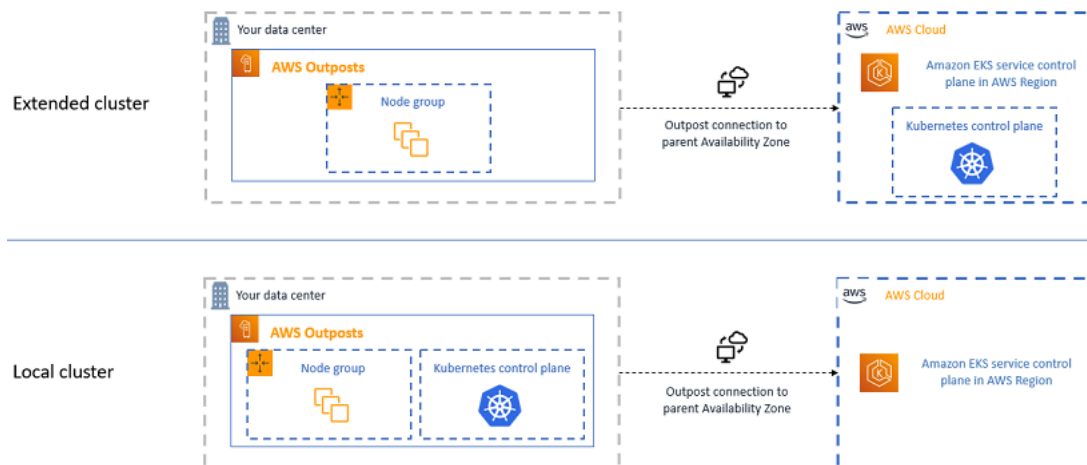 Extended cluster
Your data center
AWS Outposts
Node group
Outpost connection to
parent Availability Zone
aws
AWS Cloud
K
Amazon EKS service control
plane in AWS Region
Kubernetes control plane
Local cluster
Your data center
AWS Outposts
Node group
Kubernetes control plane
Outpost connection to
parent Availability Zone
aws
AWS Cloud
K
Amazon EKS service control
plane in AWS Region